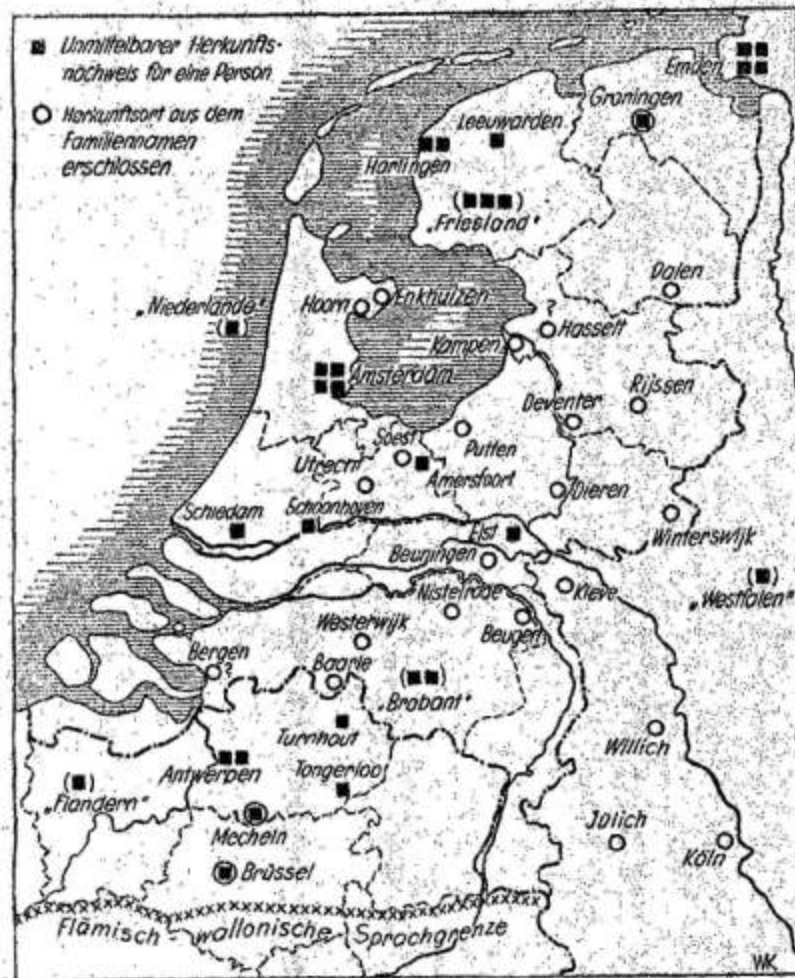 Unmittelbarer Herkunfts-
nachweis für eine Person
Herkunftsort aus dem
Familiennamen
erschlossen
Emden
Groningen
Leeuwarden
Harlingen
„Friesland"
Dalen
„Niederlande"
Hoorn
Enkhuizen
?
Hasselt
Kampen
Amsterdam
Rijssen
Deventer
Putten
Soest
Utrecht
Amersfoort
Dieren
Schiedam
Schoonhoven
Elst
Winterswijk
Beuningen
„Westfalen"
Kleve
Nistelrode
Westerwijk
Beugen
Bergen
?
Baarle
„Brabant"
Turnhout
Willich
Antwerpen
Tongerloo
„Flandern"
Mecheln
Jülich
Köln
Brüssel
Flämisch-wallonische Sprachgrenze
WK